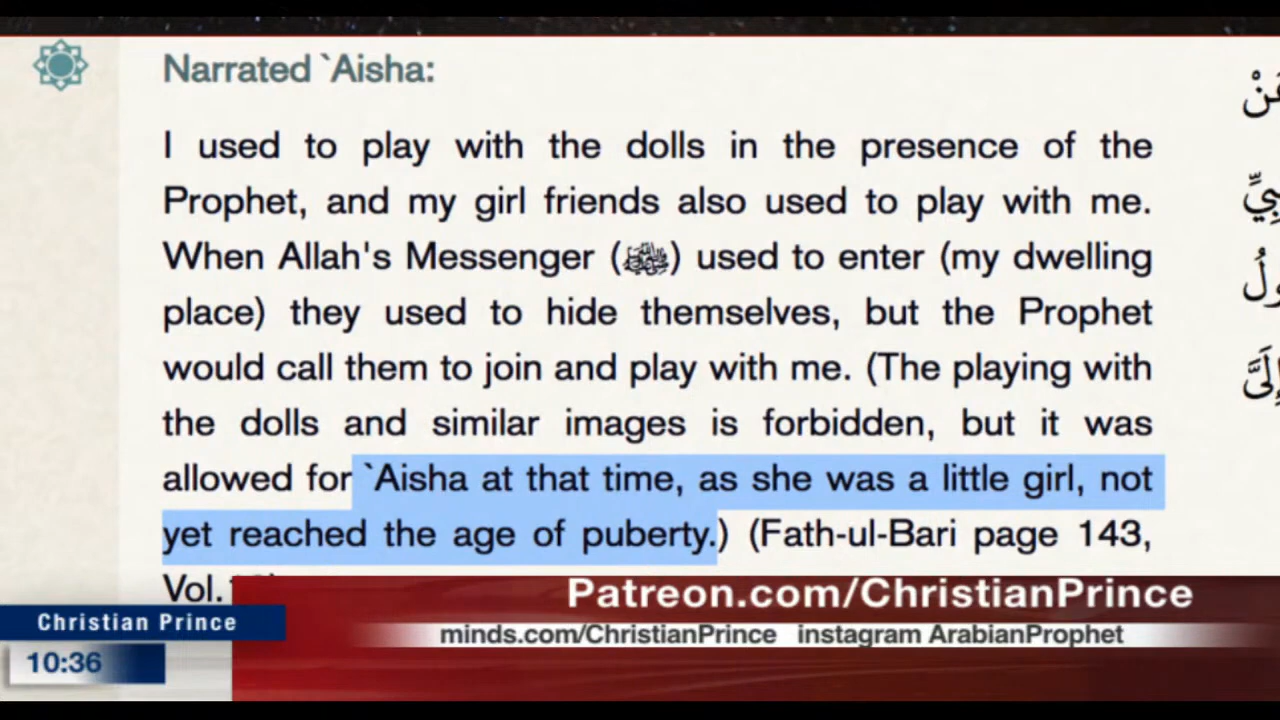 Narrated `Aisha:
I used to play with the dolls in the presence of the
Prophet, and my girl friends also used to play with me.
When Allah's Messenger (ﷺ) used to enter (my dwelling
place) they used to hide themselves, but the Prophet
would call them to join and play with me. (The playing with
the dolls and similar images is forbidden, but it was
allowed for `Aisha at that time, as she was a little girl, not
yet reached the age of puberty.) (Fath-ul-Bari page 143,
Vol.
Patreon.com/ChristianPrince
Christian Prince
minds.com/ChristianPrince instagram ArabianProphet
10:36